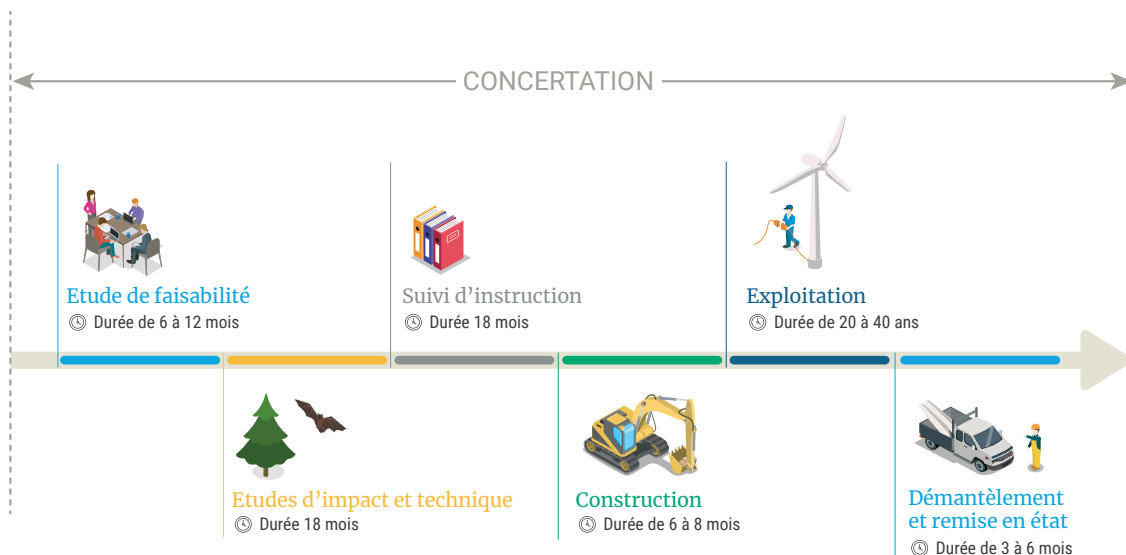 CONCERTATION
Etude de faisabilité
Durée de 6 à 12 mois
Suivi d’instruction
Durée 18 mois
Exploitation
Durée de 20 à 40 ans
Etudes d’impact et technique
Durée 18 mois
Construction
Durée de 6 à 8 mois
Démantèlement
et remise en état
Durée de 3 à 6 mois